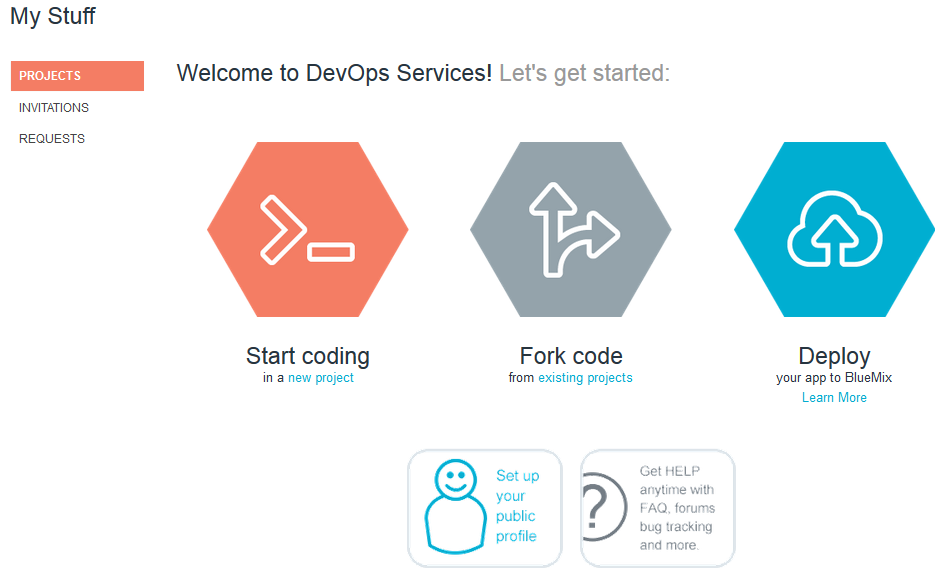 My Stuff
PROJECTS
INVITATIONS
REQUESTS
Welcome to DevOps Services! Let's get started:
Start coding
in a new project
Fork code
from existing projects
Deploy
your app to BlueMix
Learn More
Set up
your
public
profile
?
Get HELP
anytime with
FAQ, forums
bug tracking
and more.